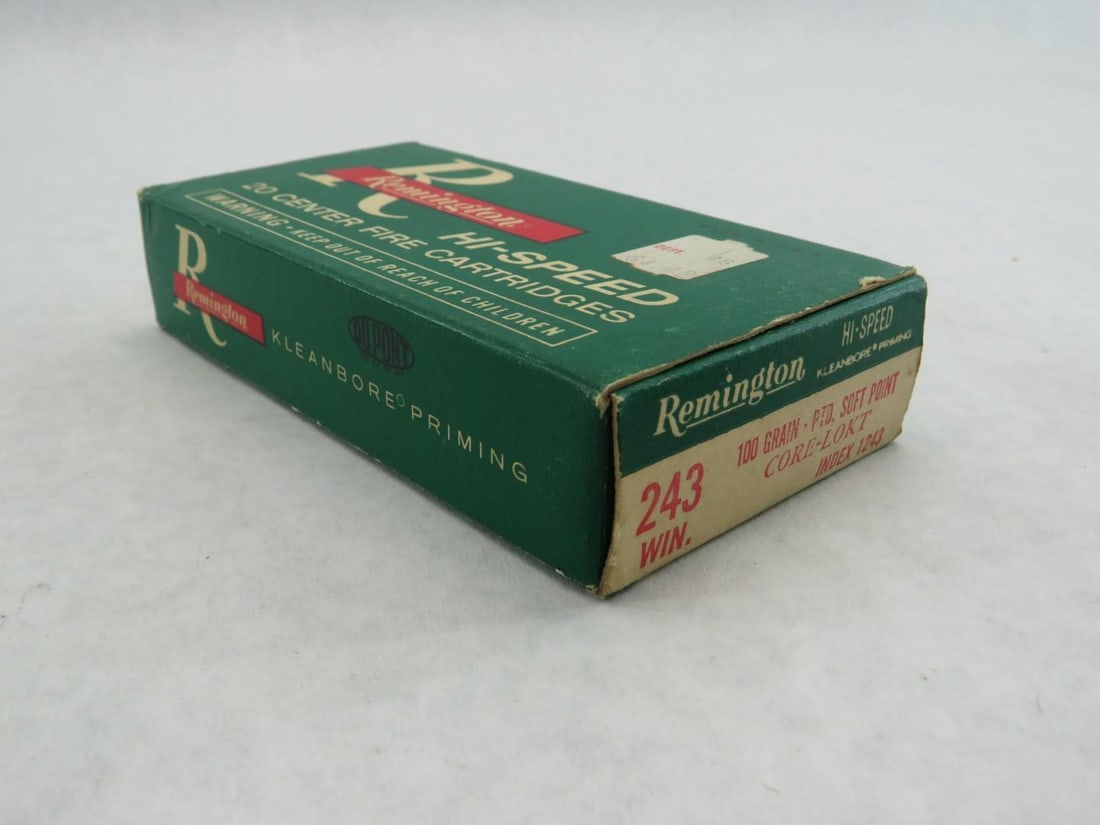 R
Remington®
HI-SPEED
20 CENTER FIRE CARTRIDGES
WARNING • KEEP OUT OF REACH OF CHILDREN
DEPT.
R
Remington
DU PONT
KLEANBORE® PRIMING
Remington
HI-SPEED
KLEANBORE® PRIMING
243
WIN.
100 GRAIN • PTD. SOFT POINT
CORE-LOKT
INDEX 1243